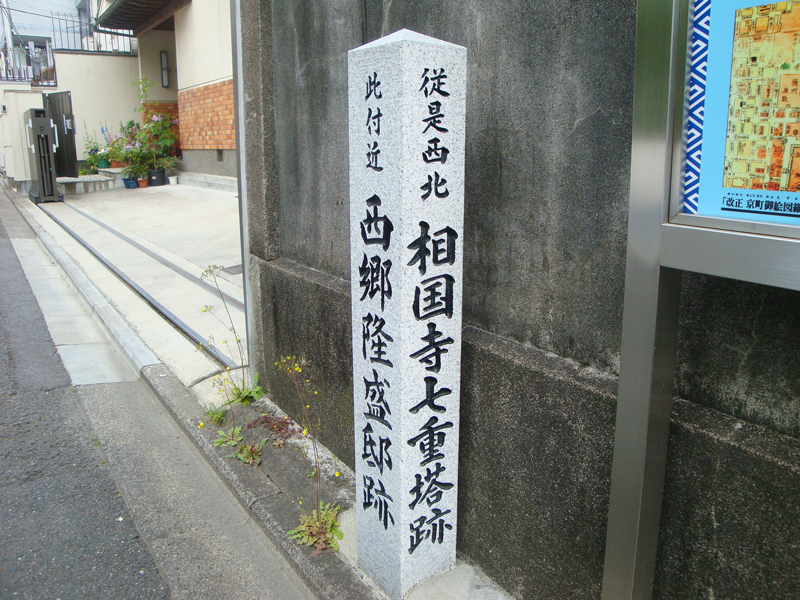 従是西北 相国寺七重塔跡
此付近 西郷隆盛邸跡
「改正 京町御絵図